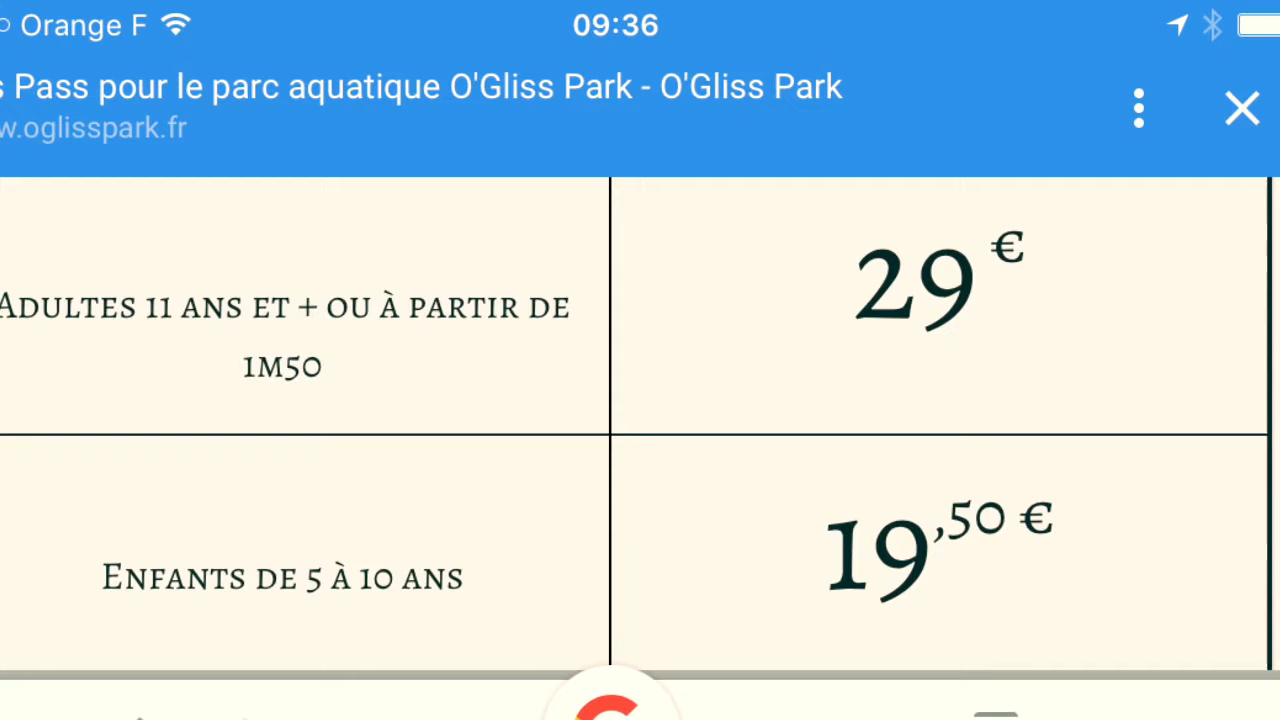 Orange F 09:36
Pass pour le parc aquatique O'Gliss Park - O'Gliss Park
w.oglisspark.fr
29 €
Adultes 11 ans et + ou à partir de
1m50
19,50 €
Enfants de 5 à 10 ans